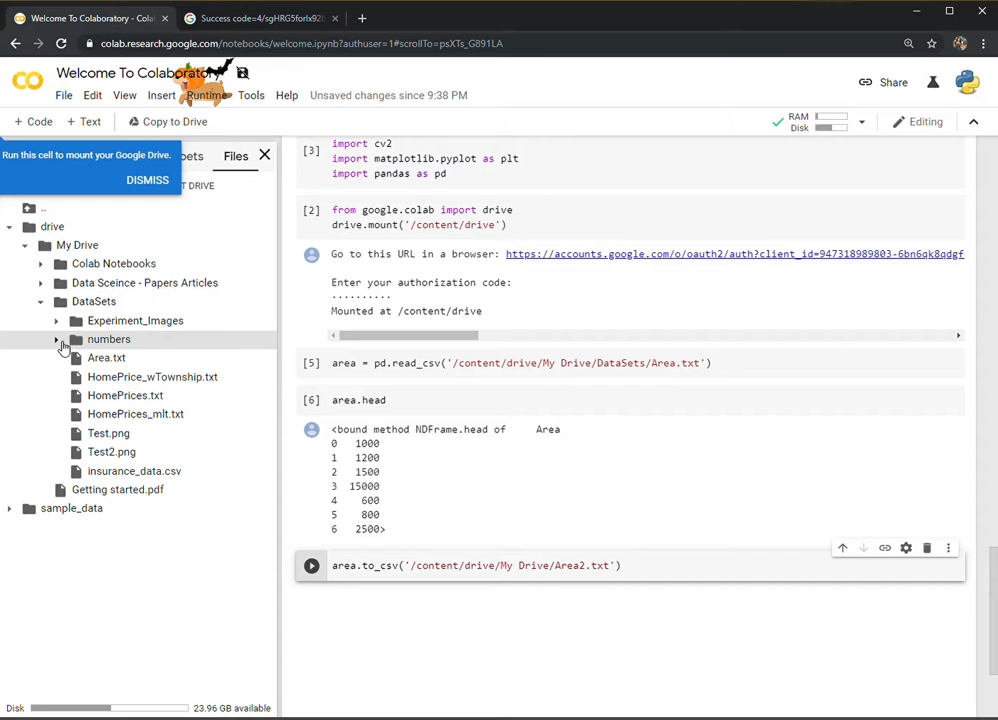 Welcome To Colaboratory - Cola
Success code=4/sgHRG5forIx92
colab.research.google.com/notebooks/welcome.ipynb?authuser=1#scrollTo=psXTs_G891LA
Welcome To Colaboratory
File Edit View Insert Runtime Tools Help Unsaved changes since 9:38 PM
Share
+ Code + Text Copy to Drive
RAM
Disk
Editing
Run this cell to mount your Google Drive.
DISMISS
pets Files
T DRIVE
..
drive
My Drive
Colab Notebooks
Data Sceince - Papers Articles
DataSets
Experiment_Images
numbers
Area.txt
HomePrice_wTownship.txt
HomePrices.txt
HomePrices_mlt.txt
Test.png
Test2.png
insurance_data.csv
Getting started.pdf
sample_data
Disk 23.96 GB available
[3] import cv2
import matplotlib.pyplot as plt
import pandas as pd
[2] from google.colab import drive
drive.mount('/content/drive')
Go to this URL in a browser: https://accounts.google.com/o/oauth2/auth?client_id=947318989803-6bn6qk8qdgf
Enter your authorization code:
··········
Mounted at /content/drive
[5] area = pd.read_csv('/content/drive/My Drive/DataSets/Area.txt')
[6] area.head
<bound method NDFrame.head of Area
0 1000
1 1200
2 1500
3 15000
4 600
5 800
6 2500>
area.to_csv('/content/drive/My Drive/Area2.txt')